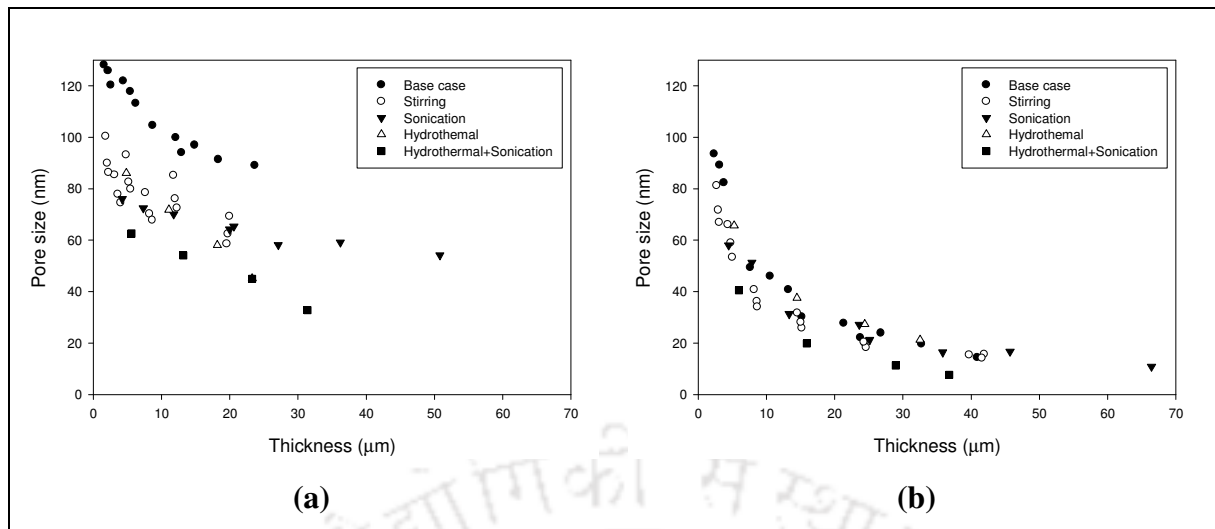 Base case
Stirring
Sonication
Hydrothemal
Hydrothermal+Sonication
Pore size (nm)
120
100
80
60
40
20
0
0 10 20 30 40 50 60 70
Thickness (μm)
(a)
Base case
Stirring
Sonication
Hydrothemal
Hydrothermal+Sonication
Pore size (nm)
120
100
80
60
40
20
0
0 10 20 30 40 50 60 70
Thickness (μm)
(b)